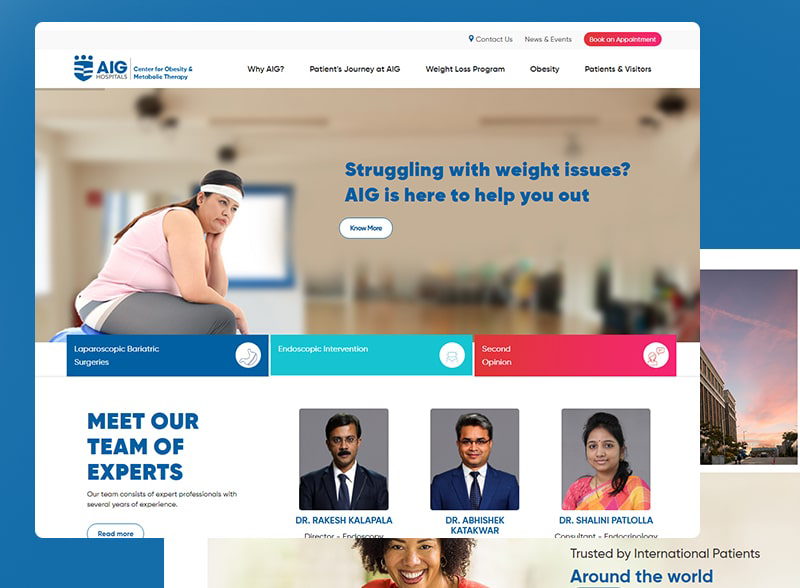 Contact Us
News & Events
Book an Appointment
AIG
HOSPITALS
Center for Obesity &
Metabolic Therapy
Why AIG?
Patient's Journey at AIG
Weight Loss Program
Obesity
Patients & Visitors
Struggling with weight issues?
AIG is here to help you out
Know More
Laparoscopic Bariatric
Surgeries
Endoscopic Intervention
Second
Opinion
MEET OUR
TEAM OF
EXPERTS
Our team consists of expert professionals with
several years of experience.
Read more
DR. RAKESH KALAPALA
Director - Endoscopy
DR. ABHISHEK
KATAKWAR
DR. SHALINI PATLOLLA
Consultant - Endocrinology
Trusted by International Patients
Around the world